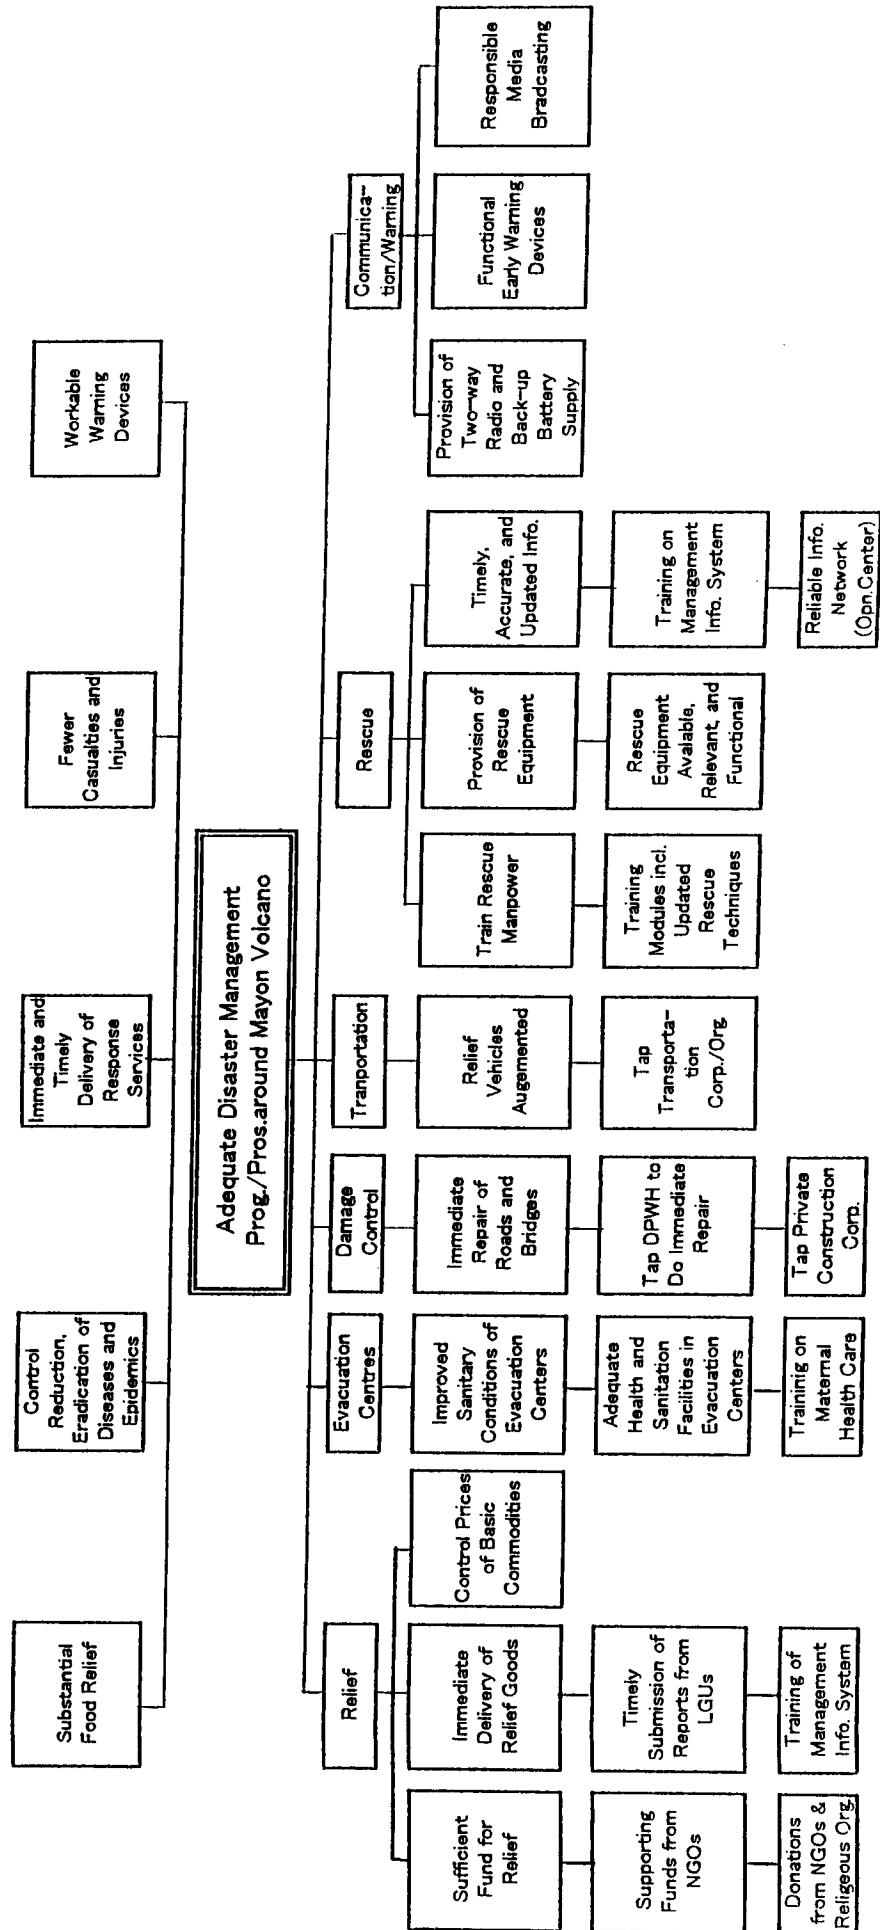 Substantial
Food Relief
Control
Reduction,
Eradication of
Diseases and
Epidemics
Immediate and
Timely
Delivery of
Response
Services
Fewer
Casualties and
Injuries
Workable
Warning
Devices
Adequate Disaster Management
Prog./Pros.around Mayon Volcano
Relief
Evacuation
Centres
Damage
Control
Tranportation
Rescue
Communica-
tion/Warning
Sufficient
Fund for
Relief
Immediate
Delivery of
Relief Goods
Control Prices
of Basic
Commodities
Improved
Sanitary
Conditions of
Evacuation
Centers
Immediate
Repair of
Roads and
Bridges
Relief
Vehicles
Augemented
Train Rescue
Manpower
Provision of
Rescue
Equipment
Timely,
Accurate, and
Updated Info.
Provision of
Two-way
Radio and
Back-up
Battery
Supply
Functional
Early Warning
Devices
Responsible
Media
Bradcasting
Supporting
Funds from
NGOs
Timely
Submission of
Reports from
LGUs
Adequate
Health and
Sanitation
Facilities in
Evacuation
Centers
Tap DPWH to
Do Immediate
Repair
Tap
Transporta-
tion
Corp./Org.
Training
Modules incl.
Updated
Rescue
Techniques
Rescue
Equipment
Avalable,
Relevant, and
Functional
Training on
Management
Info. System
Donations
from NGOs &
Religeous Org.
Training of
Management
Info. System
Traininig on
Maternal
Health Care
Tap Private
Construction
Corp.
Reliable Info.
Network
(Opn.Center)